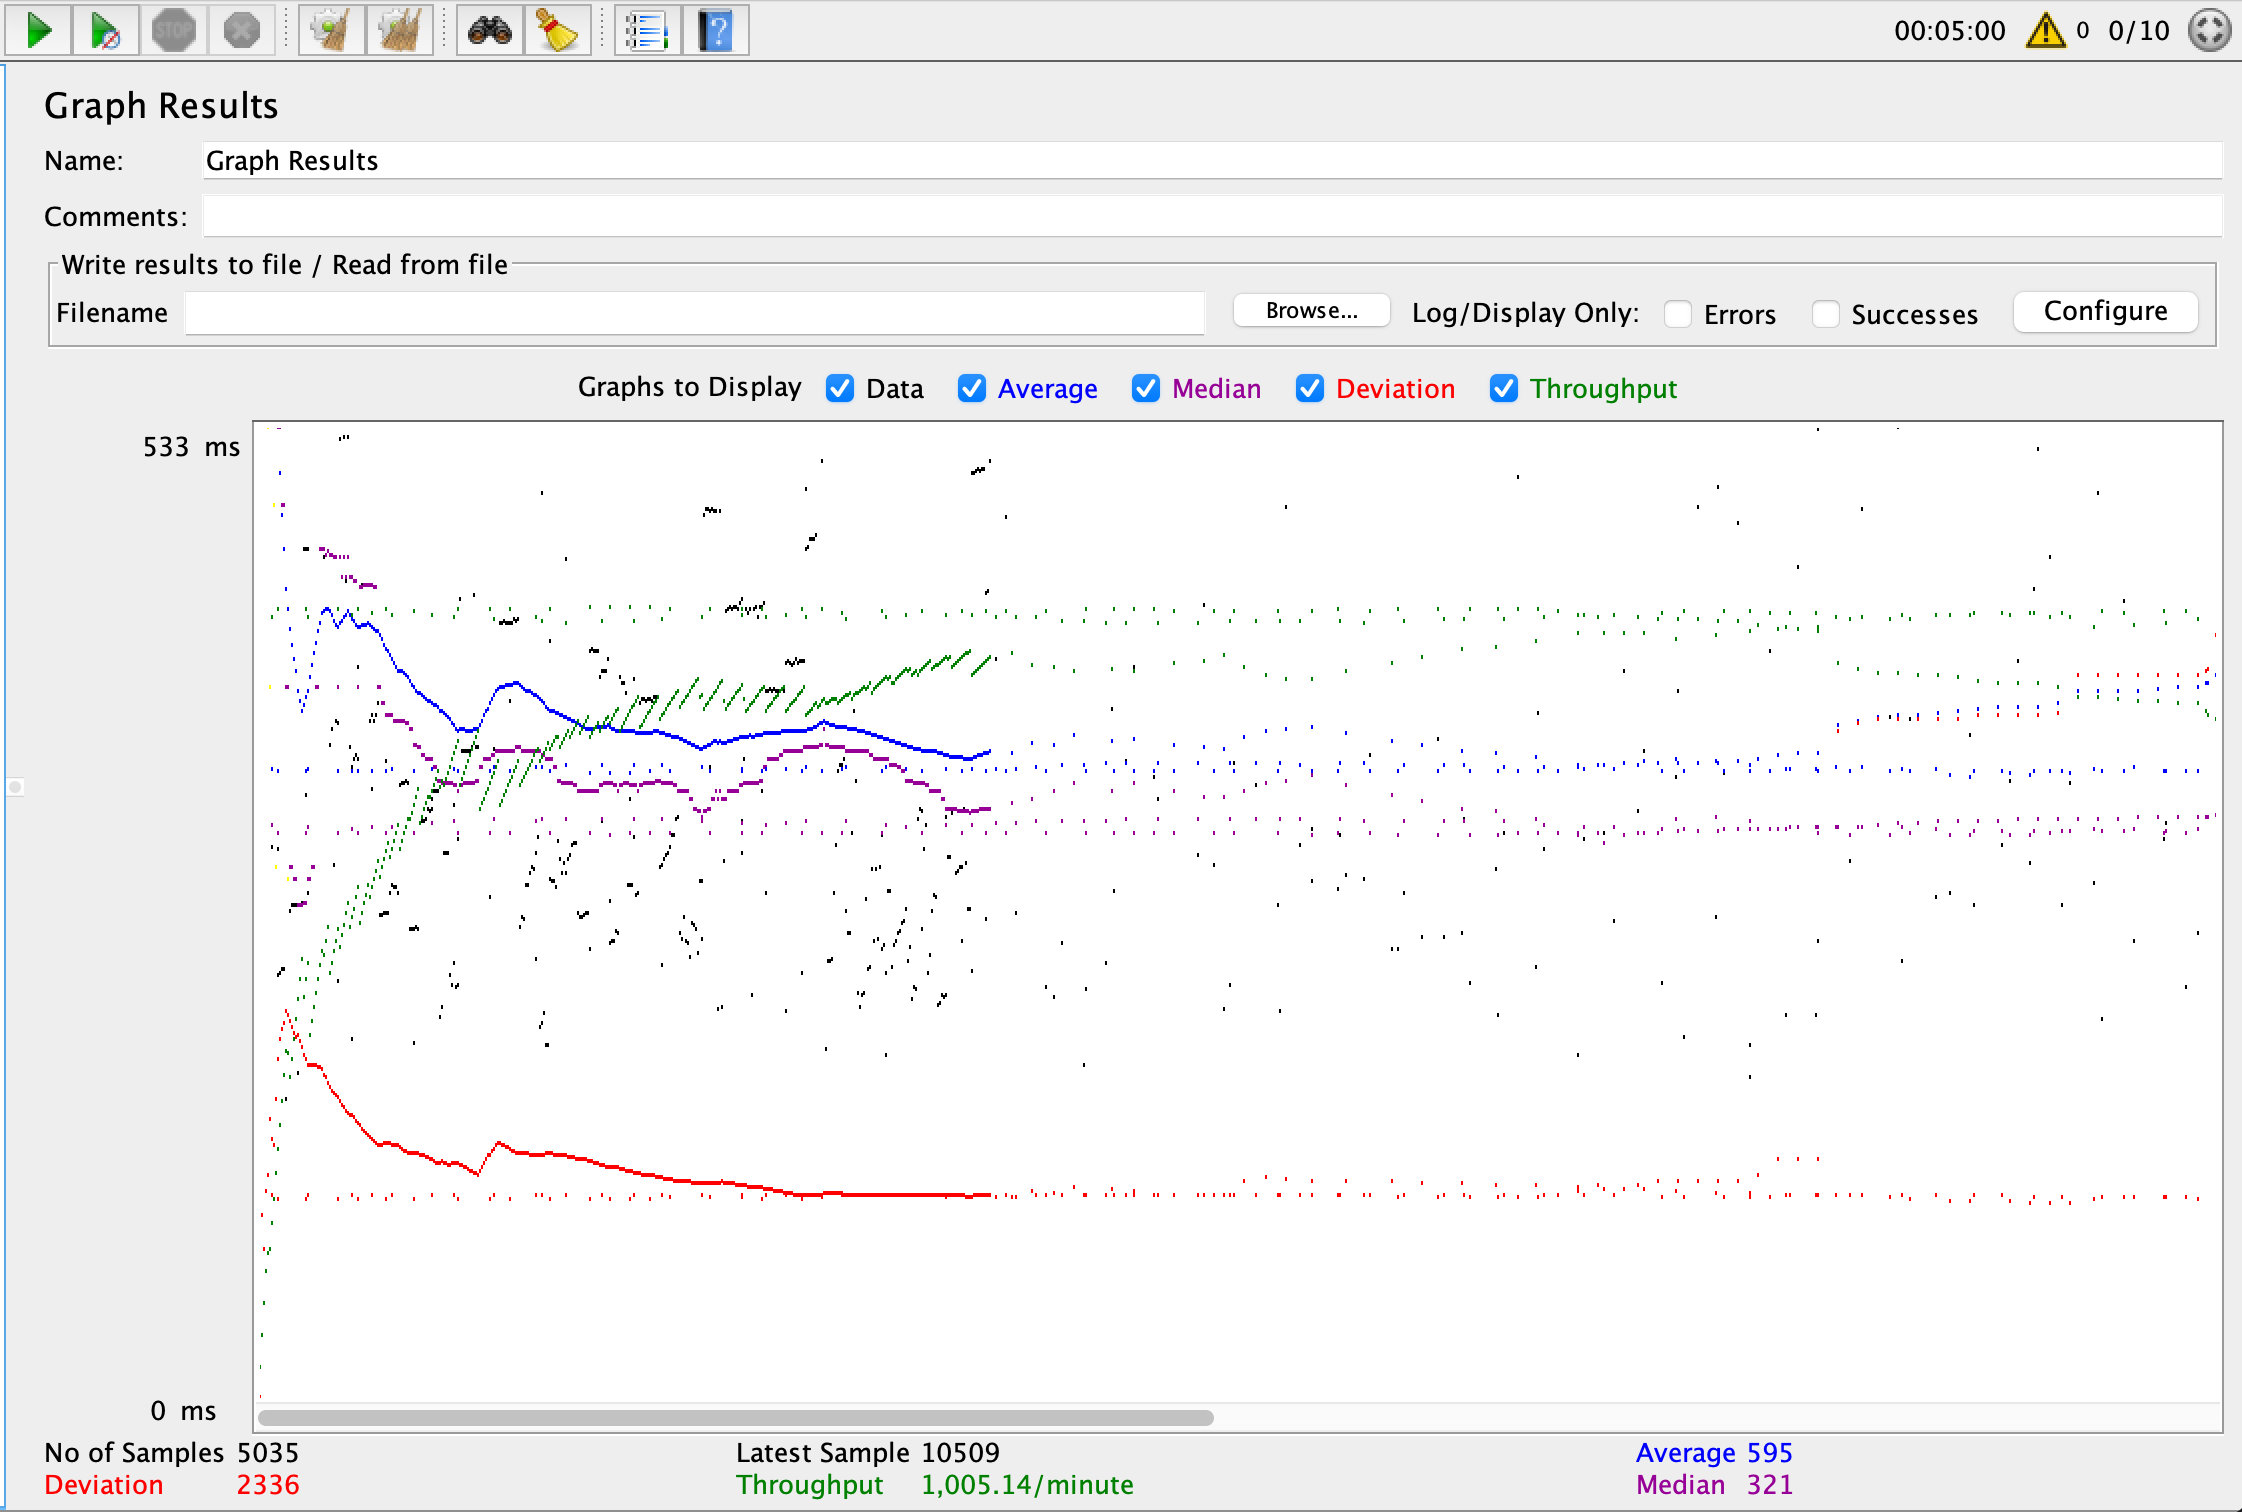 STOP 00:05:00 0 0/10
Graph Results
Name: Graph Results
Comments:
Write results to file / Read from file
Filename Browse... Log/Display Only: Errors Successes Configure
Graphs to Display Data Average Median Deviation Throughput
533 ms
0 ms
No of Samples 5035 Latest Sample 10509 Average 595
Deviation 2336 Throughput 1,005.14/minute Median 321